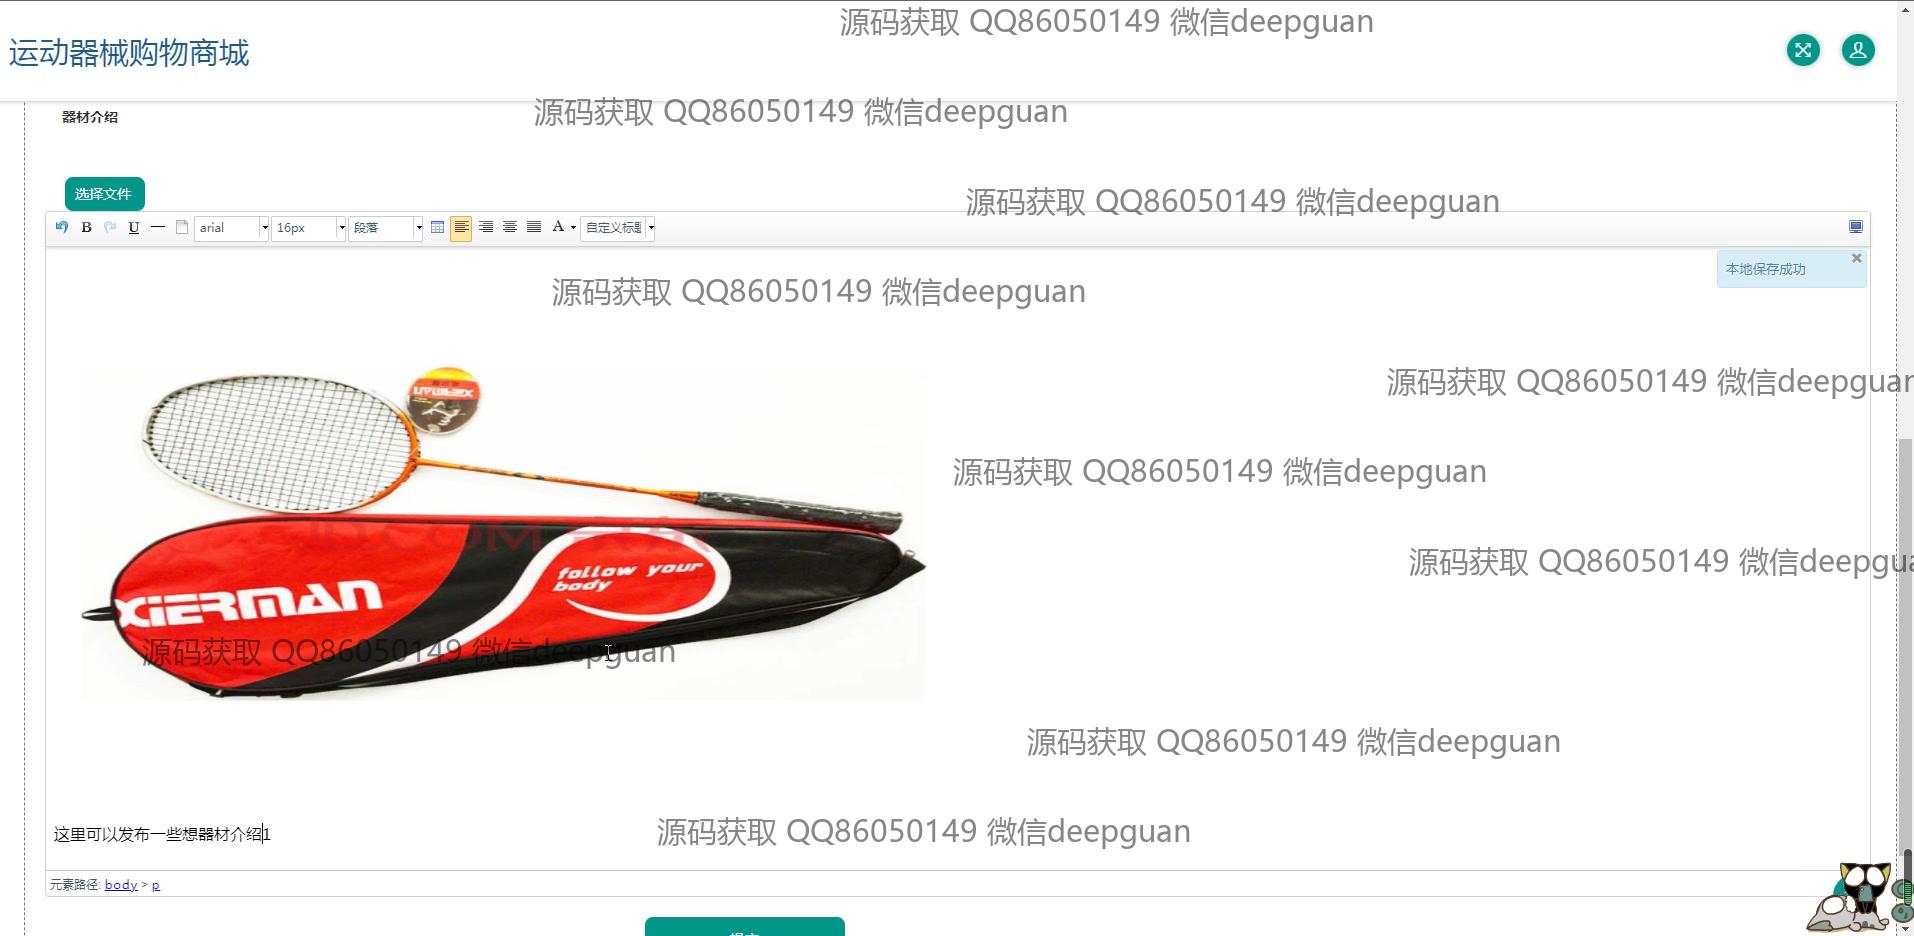 源码获取 QQ86050149 微信deepguan
运动器械购物商城
源码获取 QQ86050149 微信deepguan
器材介绍
选择文件
源码获取 QQ86050149 微信deepguan
B U arial 16px 段落 A 自定义标题
本地保存成功
源码获取 QQ86050149 微信deepguan
源码获取 QQ86050149 微信deepguan
源码获取 QQ86050149 微信deepguan
JD.COM 京东
源码获取 QQ86050149 微信deepgua
follow your
body
XIERMAN
源码获取 QQ86050149 微信deepguan
源码获取 QQ86050149 微信deepguan
源码获取 QQ86050149 微信deepguan
这里可以发布一些想器材介绍1
元素路径: body > p